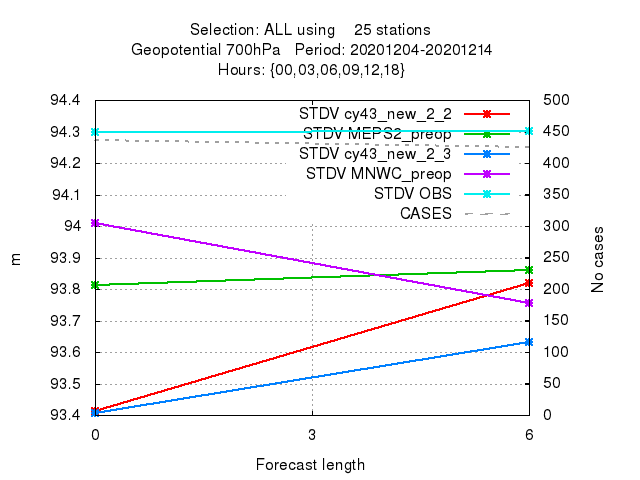 Selection: ALL using    25 stations
Geopotential 700hPa   Period: 20201204-20201214
Hours: {00,03,06,09,12,18}
94.4
94.3
94.2
94.1
94
93.9
93.8
93.7
93.6
93.5
93.4
m
STDV cy43_new_2_2
STDV MEPS2_preop
STDV cy43_new_2_3
STDV MNWC_preop
STDV OBS
CASES
500
450
400
350
300
250
200
150
100
50
0
No cases
0 3 6
Forecast length